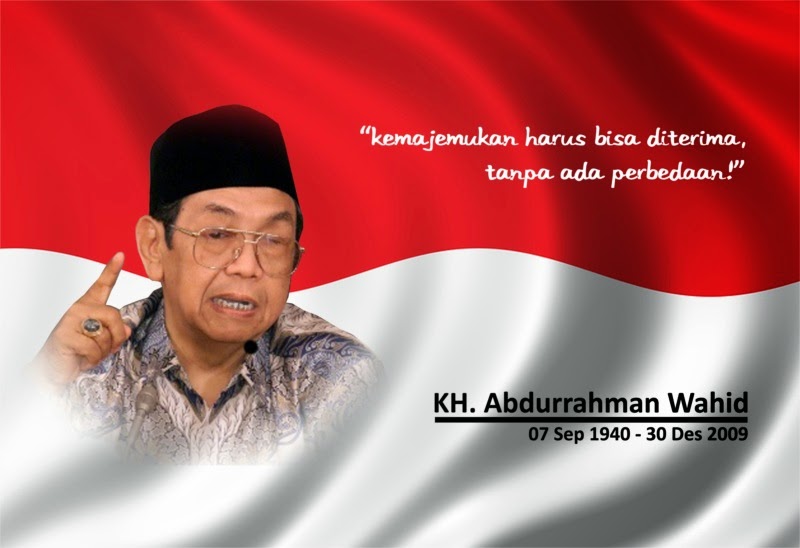 “kemajemukan harus bisa diterima,
tanpa ada perbedaan!”
KH. Abdurrahman Wahid
07 Sep 1940 - 30 Des 2009